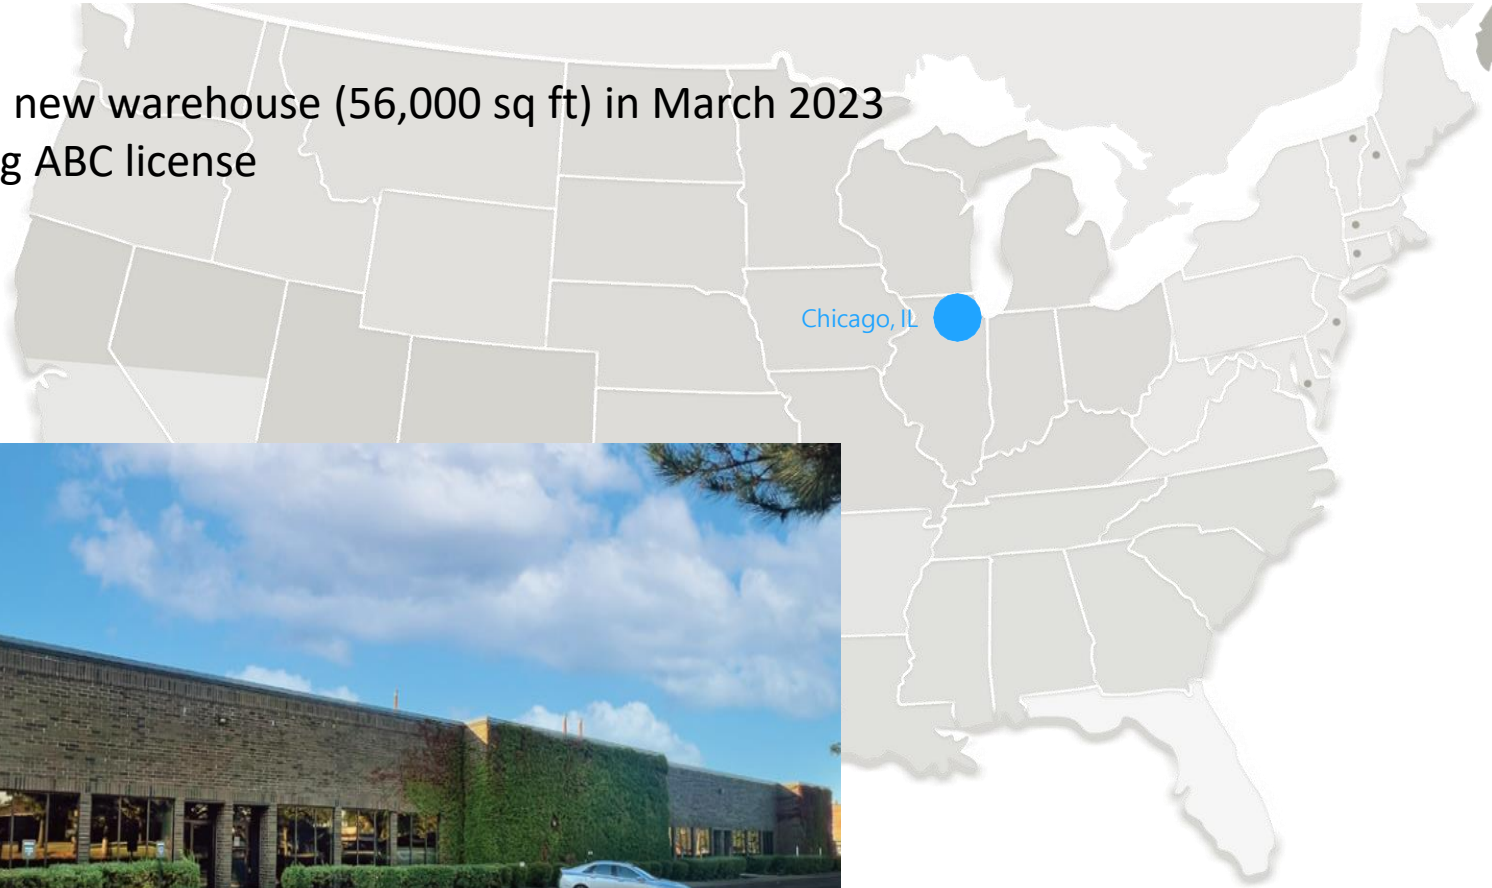 new warehouse (56,000 sq ft) in March 2023
g ABC license
Chicago, IL